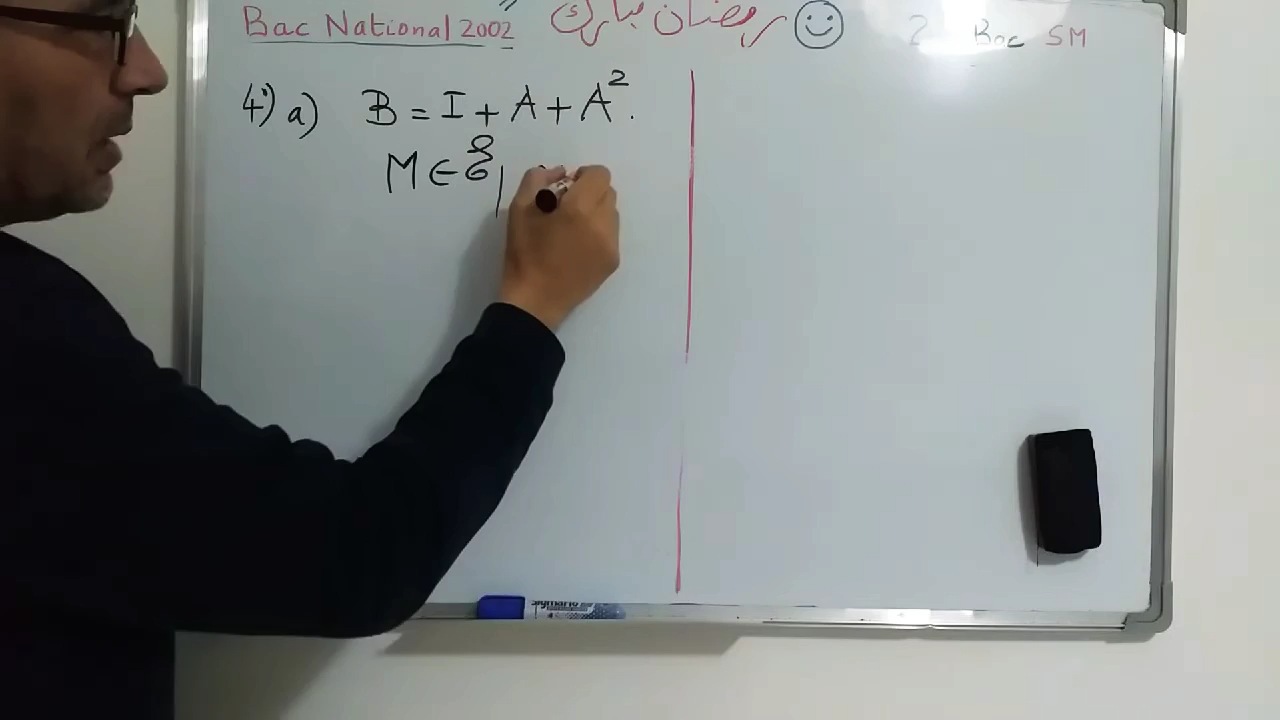 Bac National 2002
رمضان مبارك
2 Bac SM
4°) a) B = I + A + A².
M ∈